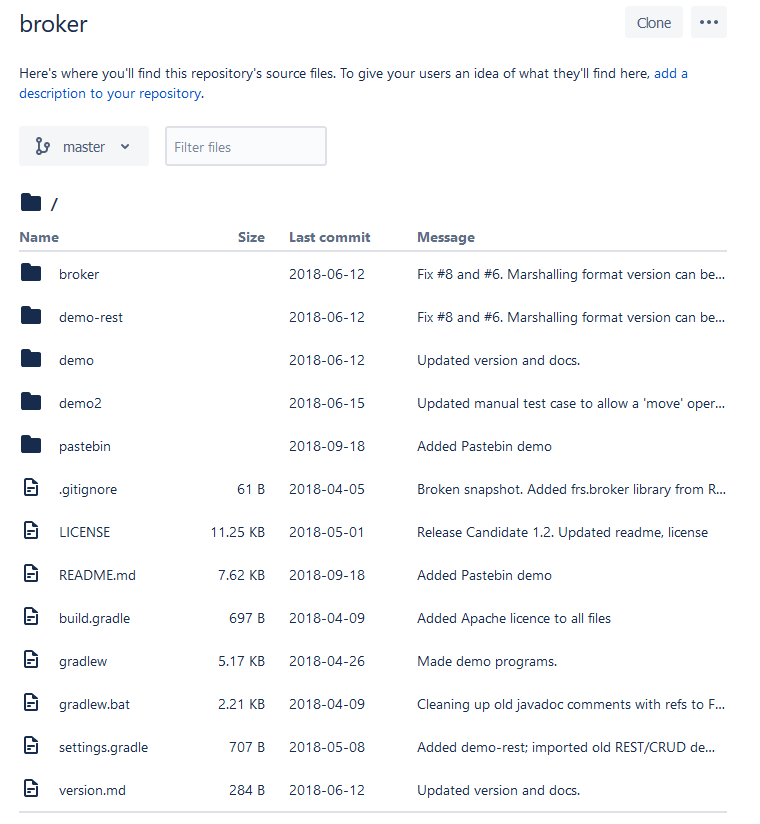 broker
Clone
Here's where you'll find this repository's source files. To give your users an idea of what they'll find here, add a
description to your repository.
master
Filter files
/
Name Size Last commit Message
broker 2018-06-12 Fix #8 and #6. Marshalling format version can be...
demo-rest 2018-06-12 Fix #8 and #6. Marshalling format version can be...
demo 2018-06-12 Updated version and docs.
demo2 2018-06-15 Updated manual test case to allow a 'move' oper...
pastebin 2018-09-18 Added Pastebin demo
.gitignore 61 B 2018-04-05 Broken snapshot. Added frs.broker library from R...
LICENSE 11.25 KB 2018-05-01 Release Candidate 1.2. Updated readme, license
README.md 7.62 KB 2018-09-18 Added Pastebin demo
build.gradle 697 B 2018-04-09 Added Apache licence to all files
gradlew 5.17 KB 2018-04-26 Made demo programs.
gradlew.bat 2.21 KB 2018-04-09 Cleaning up old javadoc comments with refs to F...
settings.gradle 707 B 2018-05-08 Added demo-rest; imported old REST/CRUD de...
version.md 284 B 2018-06-12 Updated version and docs.